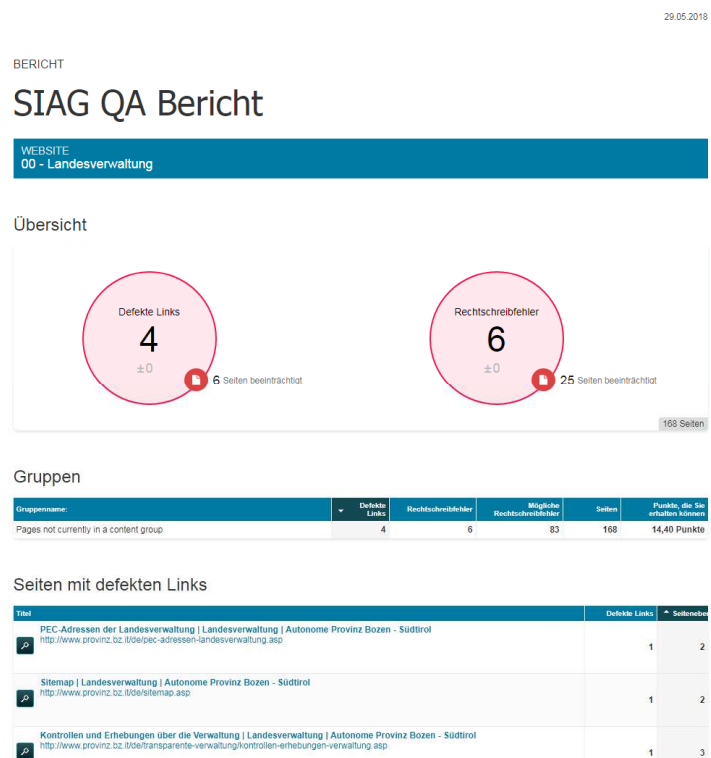 29.05.2018
BERICHT
SIAG QA Bericht
WEBSITE
00 - Landesverwaltung
Übersicht
Defekte Links
4
±0
6 Seiten beeinträchtigt
Rechtschreibfehler
6
±0
25 Seiten beeinträchtigt
168 Seiten
Gruppen
Gruppenname: Defekte Links Rechtschreibfehler Mögliche Rechtschreibfehler Seiten Punkte, die Sie erhalten können
Pages not currently in a content group 4 6 83 168 14,40 Punkte
Seiten mit defekten Links
Titel Defekte Links Seiteneben
PEC-Adressen der Landesverwaltung | Landesverwaltung | Autonome Provinz Bozen - Südtirol
http://www.provinz.bz.it/de/pec-adressen-landesverwaltung.asp
1 2
Sitemap | Landesverwaltung | Autonome Provinz Bozen - Südtirol
http://www.provinz.bz.it/de/sitemap.asp
1 2
Kontrollen und Erhebungen über die Verwaltung | Landesverwaltung | Autonome Provinz Bozen - Südtirol
http://www.provinz.bz.it/de/transparente-verwaltung/kontrollen-erhebungen-verwaltung.asp
1 3